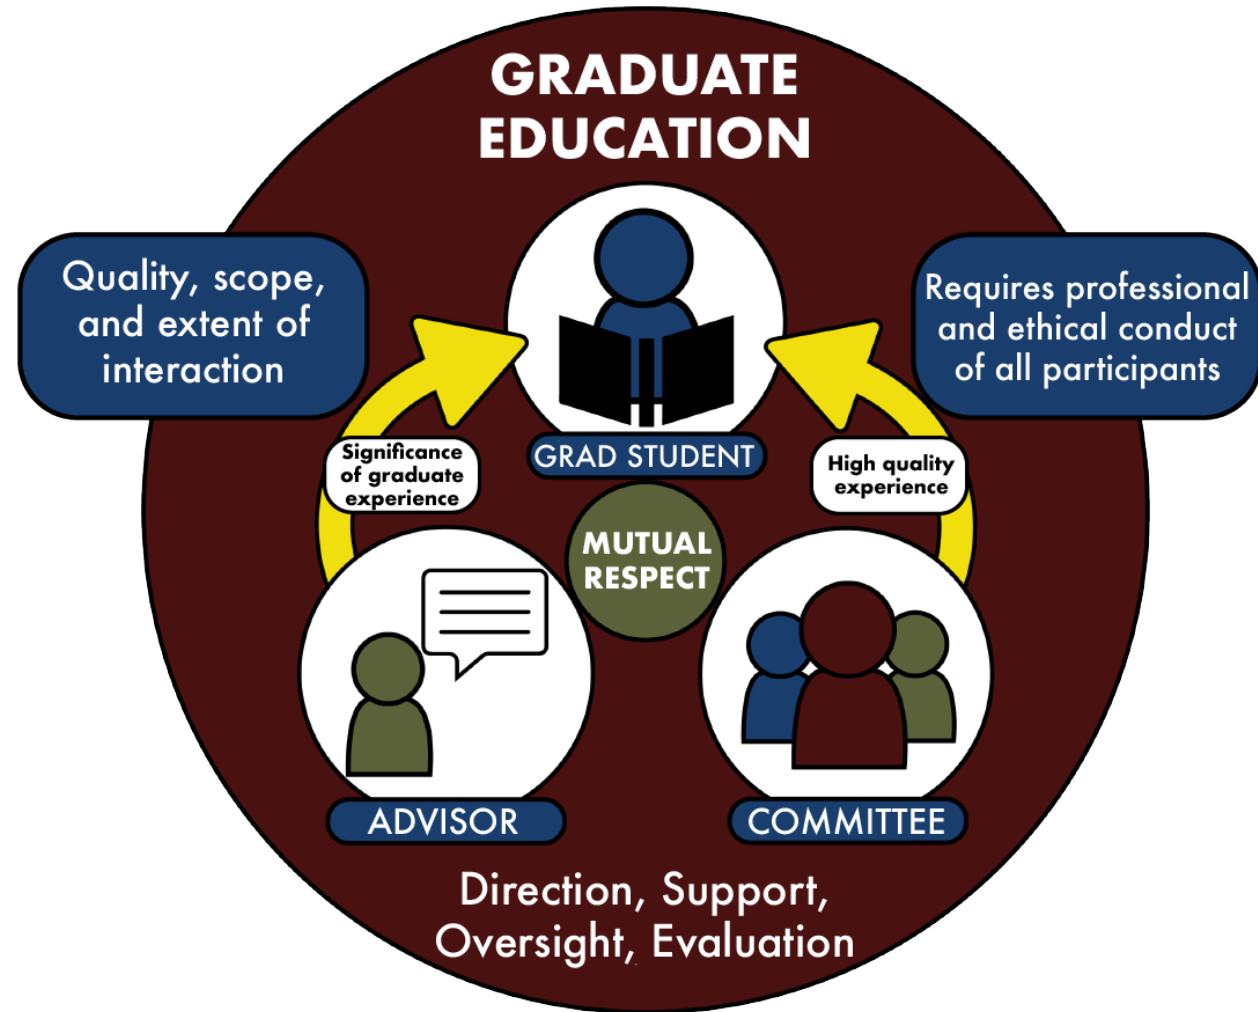 GRADUATE
EDUCATION
Quality, scope,
and extent of
interaction
Requires professional
and ethical conduct
of all participants
Significance
of graduate
experience
GRAD STUDENT
High quality
experience
MUTUAL
RESPECT
ADVISOR
COMMITTEE
Direction, Support,
Oversight, Evaluation